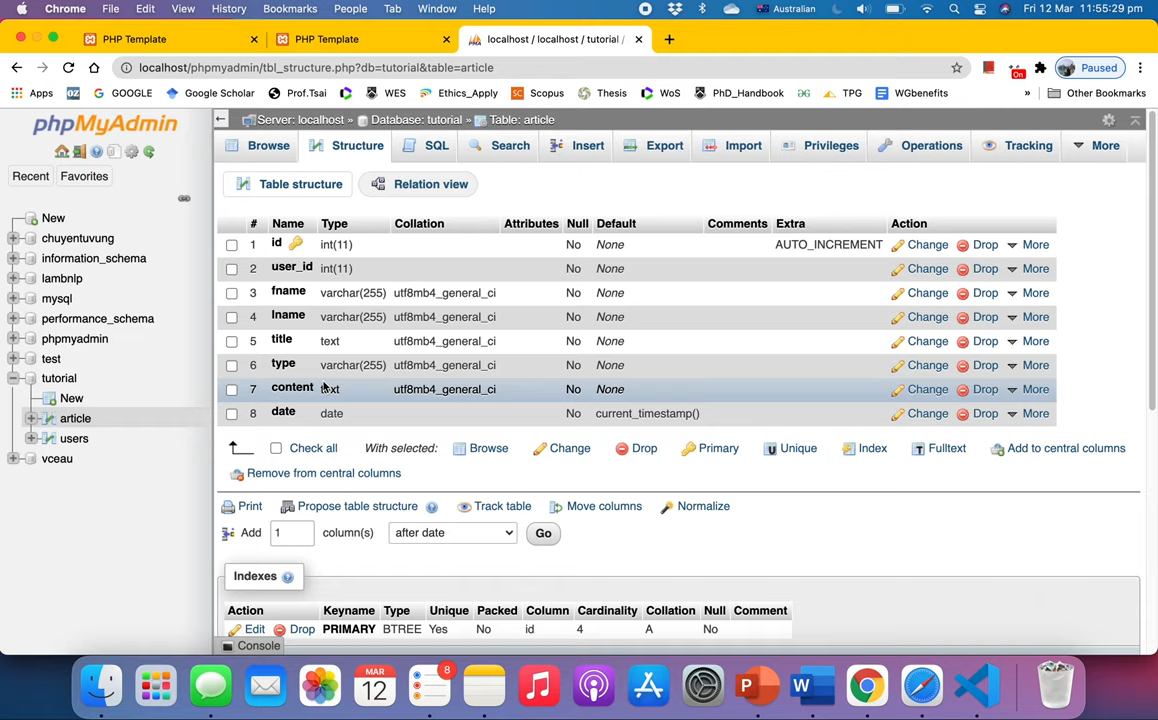 Chrome File Edit View History Bookmarks People Tab Window Help Australian Fri 12 Mar 11:55:29 pm
PHP Template PHP Template localhost / localhost / tutorial /
localhost/phpmyadmin/tbl_structure.php?db=tutorial&table=article On Paused
Apps GOOGLE Google Scholar Prof.Tsai WES Ethics_Apply Scopus Thesis WoS PhD_Handbook TPG WGbenefits » Other Bookmarks
phpMyAdmin
Recent Favorites
New
chuyentuvung
information_schema
lambnlp
mysql
performance_schema
phpmyadmin
test
tutorial
New
article
users
vceau
Server: localhost » Database: tutorial » Table: article
Browse Structure SQL Search Insert Export Import Privileges Operations Tracking More
Table structure Relation view
# Name Type Collation Attributes Null Default Comments Extra Action
1 id int(11) No None AUTO_INCREMENT Change Drop More
2 user_id int(11) No None Change Drop More
3 fname varchar(255) utf8mb4_general_ci No None Change Drop More
4 lname varchar(255) utf8mb4_general_ci No None Change Drop More
5 title text utf8mb4_general_ci No None Change Drop More
6 type varchar(255) utf8mb4_general_ci No None Change Drop More
7 content text utf8mb4_general_ci No None Change Drop More
8 date date No current_timestamp() Change Drop More
Check all With selected: Browse Change Drop Primary Unique Index Fulltext Add to central columns
Remove from central columns
Print Propose table structure Track table Move columns Normalize
Add 1 column(s) after date Go
Indexes
Action Keyname Type Unique Packed Column Cardinality Collation Null Comment
Edit Drop PRIMARY BTREE Yes No id 4 A No
Console
MAR
12
8